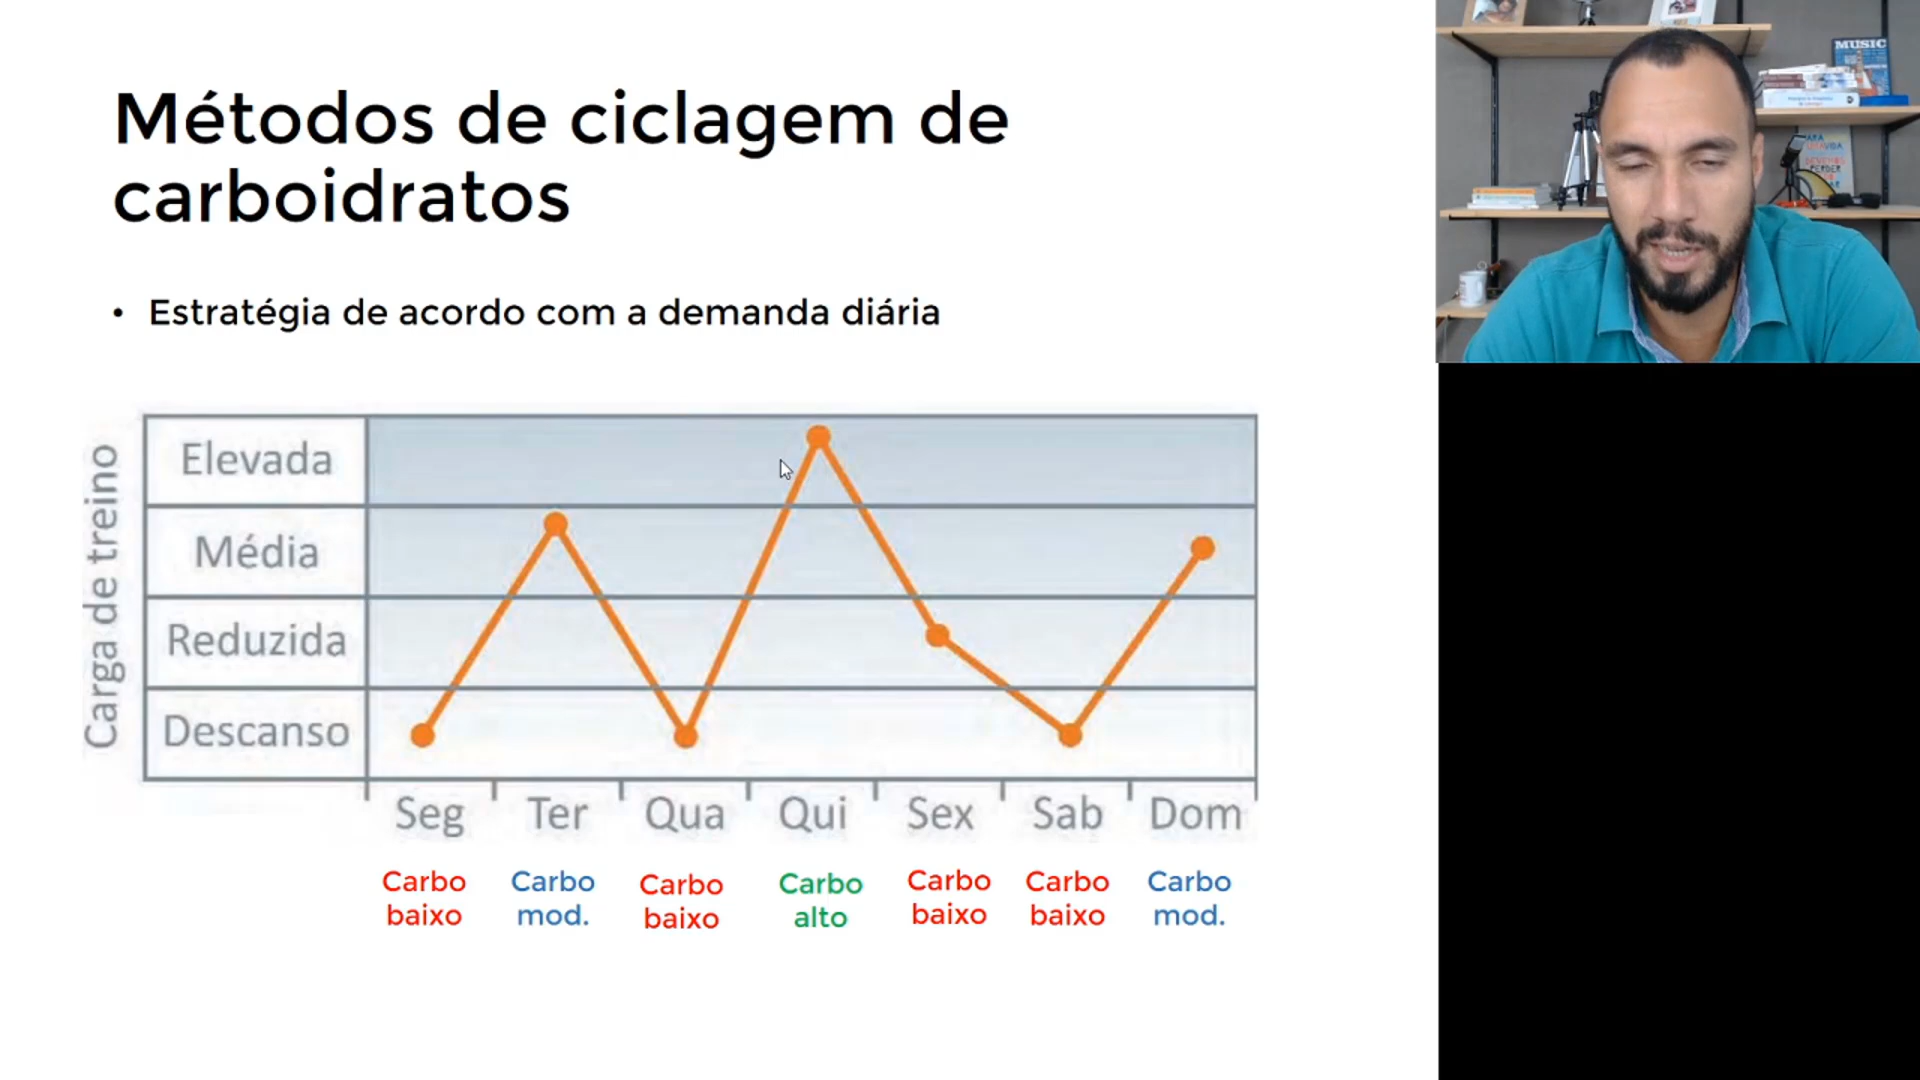 Métodos de ciclagem de
carboidratos
• Estratégia de acordo com a demanda diária
Carga de treino
Elevada
Média
Reduzida
Descanso
Seg Ter Qua Qui Sex Sab Dom
Carbo baixo
Carbo mod.
Carbo baixo
Carbo alto
Carbo baixo
Carbo baixo
Carbo mod.
MUSIC
PERDER